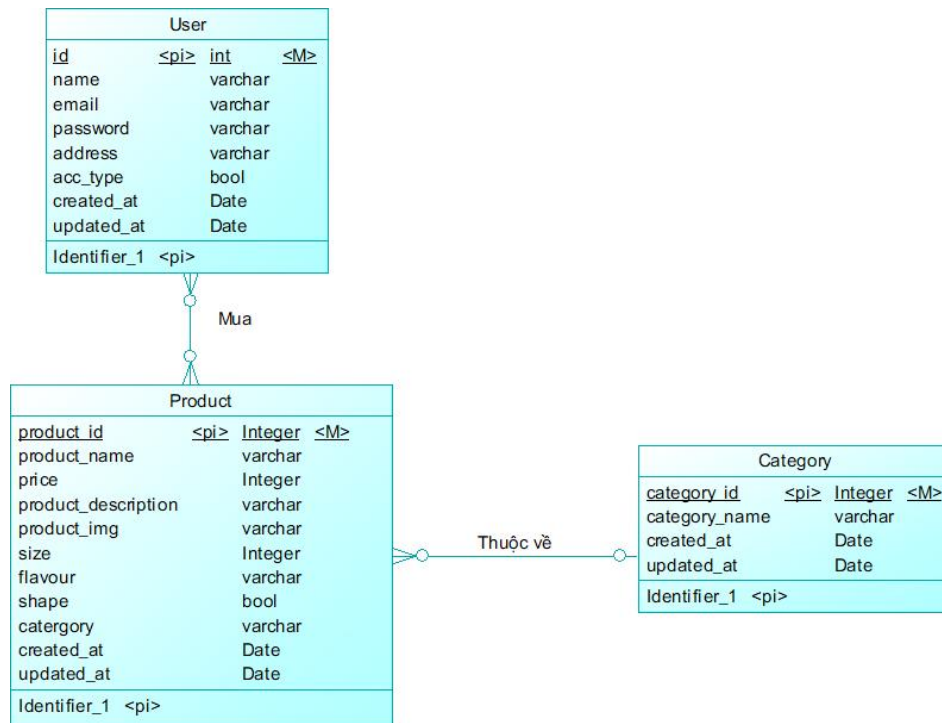 User
id <pi> int <M>
name varchar
email varchar
password varchar
address varchar
acc_type bool
created_at Date
updated_at Date
Identifier_1 <pi>
Mua
Product
product_id <pi> Integer <M>
product_name varchar
price Integer
product_description varchar
product_img varchar
size Integer
flavour varchar
shape bool
catergory varchar
created_at Date
updated_at Date
Identifier_1 <pi>
Thuộc về
Category
category_id <pi> Integer <M>
category_name varchar
created_at Date
updated_at Date
Identifier_1 <pi>